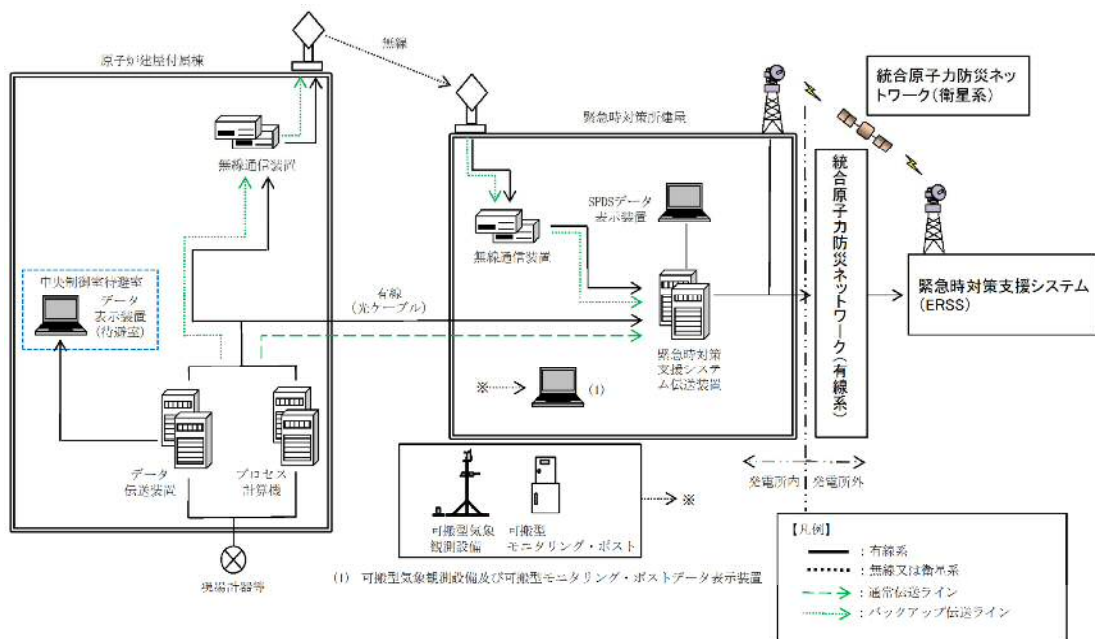 原子炉建屋付属棟
無線
無線通信装置
中央制御室待避室
データ
表示装置
(待避室)
データ
伝送装置
プロセス
計算機
現場計器等
有線
(光ケーブル)
緊急時対策所建屋
無線通信装置
SPDSデータ
表示装置
緊急時対策
支援システ
ム伝送装置
※
(1)
可搬型気象
観測設備
可搬型
モニタリング・ポスト
※
(1) 可搬型気象観測設備及び可搬型モニタリング・ポストデータ表示装置
統合原子力防災ネッ
トワーク(衛星系)
統合原子力防災ネットワーク(有線系)
緊急時対策支援システム
(ERSS)
発電所内
発電所外
【凡例】
：有線系
：無線又は衛星系
：通常伝送ライン
：バックアップ伝送ライン